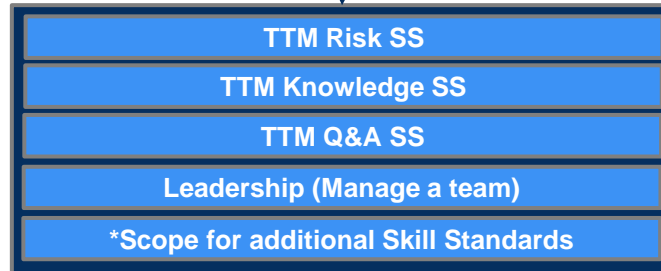 TTM Risk SS
TTM Knowledge SS
TTM Q&A SS
Leadership (Manage a team)
*Scope for additional Skill Standards